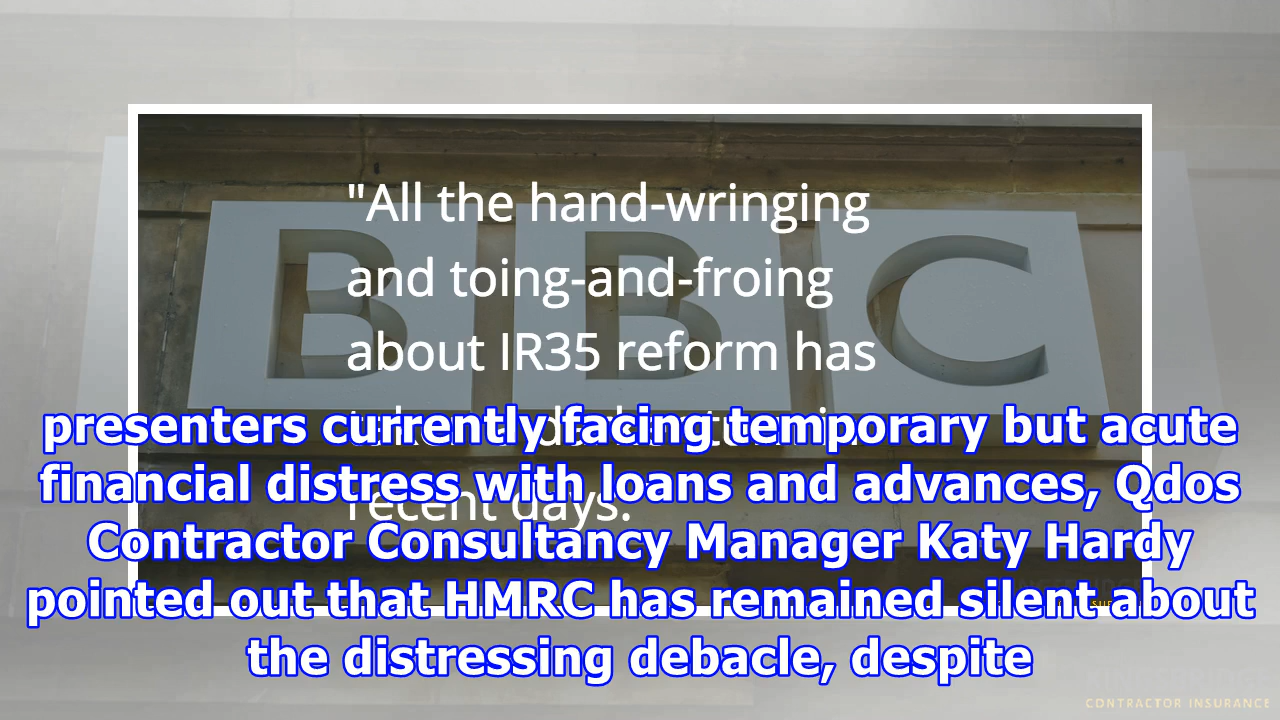 "All the hand-wringing
and toing-and-froing
about IR35 reform has
recent days.
BBC
presenters currently facing temporary but acute
financial distress with loans and advances, Qdos
Contractor Consultancy Manager Katy Hardy
pointed out that HMRC has remained silent about
the distressing debacle, despite
CONTRACTOR INSURANCE